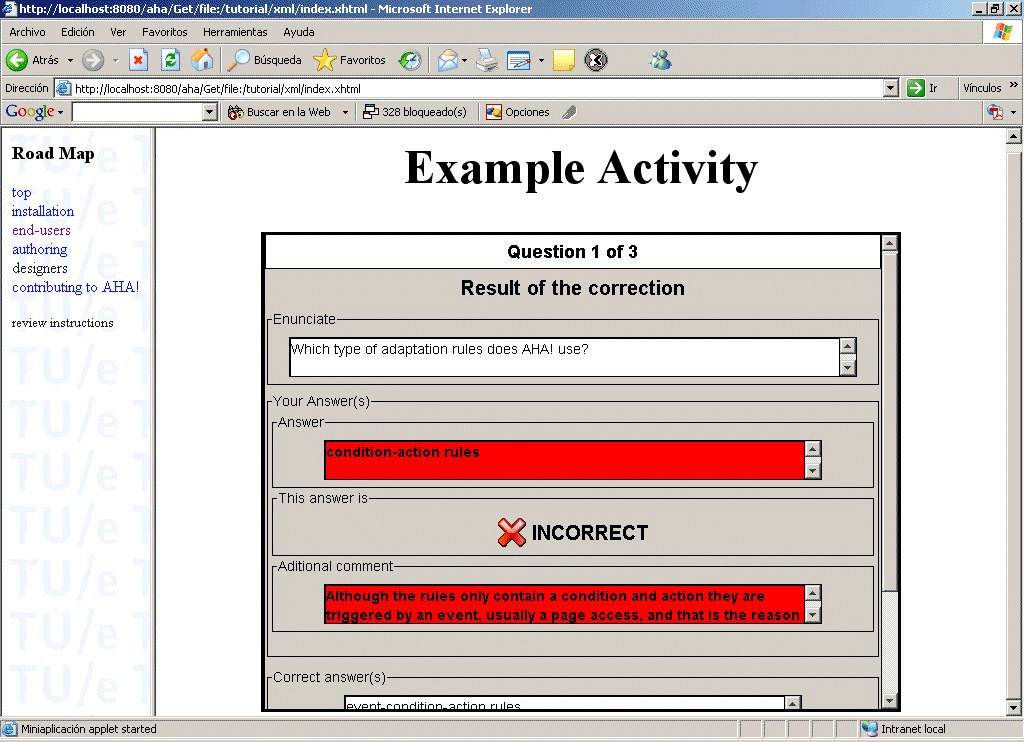 http://localhost:8080/aha/Get/file:/tutorial/xml/index.xhtml - Microsoft Internet Explorer
Archivo Edición Ver Favoritos Herramientas Ayuda
Atrás Búsqueda Favoritos
Dirección http://localhost:8080/aha/Get/file:/tutorial/xml/index.xhtml Ir Vínculos »
Google Buscar en la Web 328 bloqueado(s) Opciones
Road Map
top
installation
end-users
authoring
designers
contributing to AHA!
review instructions
TU/e
Example Activity
Question 1 of 3
Result of the correction
Enunciate
Which type of adaptation rules does AHA! use?
Your Answer(s)
Answer
condition-action rules
This answer is
INCORRECT
Aditional comment
Although the rules only contain a condition and action they are
triggered by an event, usually a page access, and that is the reason
Correct answer(s)
event-condition-action rules
Miniaplicación applet started Intranet local